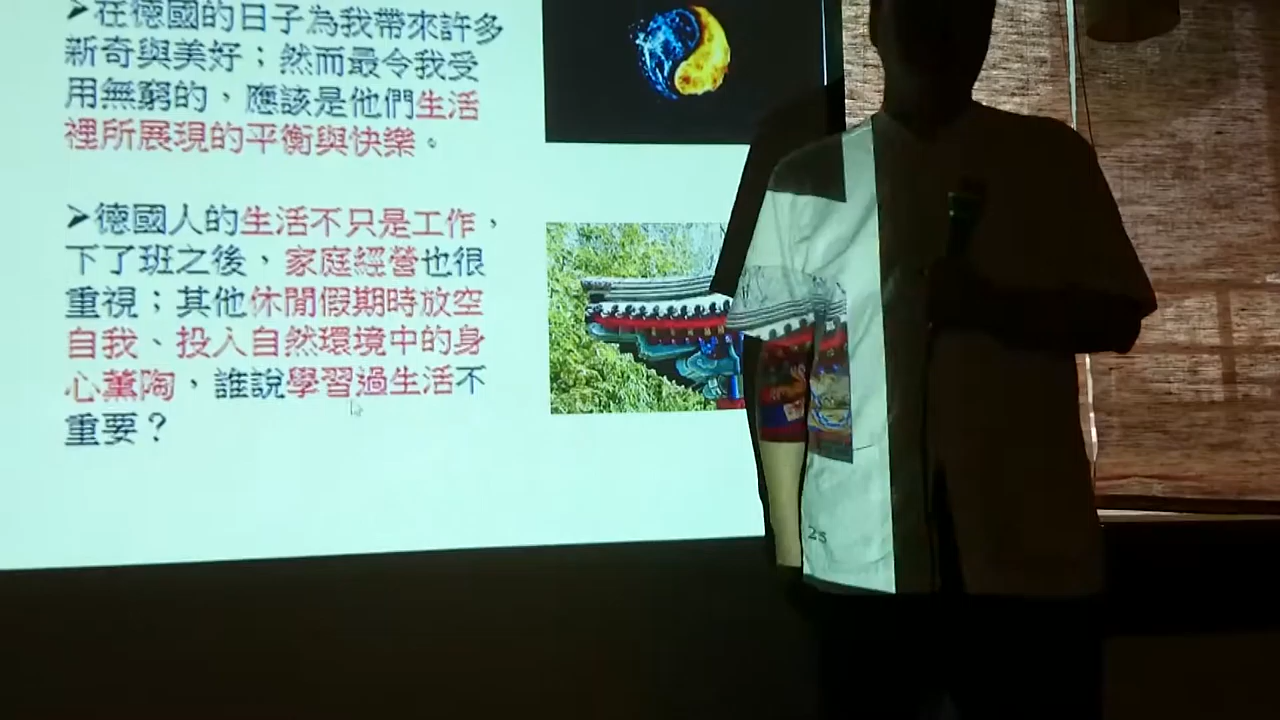 ➤在德國的日子為我帶來許多
新奇與美好；然而最令我受
用無窮的，應該是他們生活
裡所展現的平衡與快樂。
➤德國人的生活不只是工作，
下了班之後，家庭經營也很
重視；其他休閒假期時放空
自我、投入自然環境中的身
心薰陶，誰說學習過生活不
重要？
25